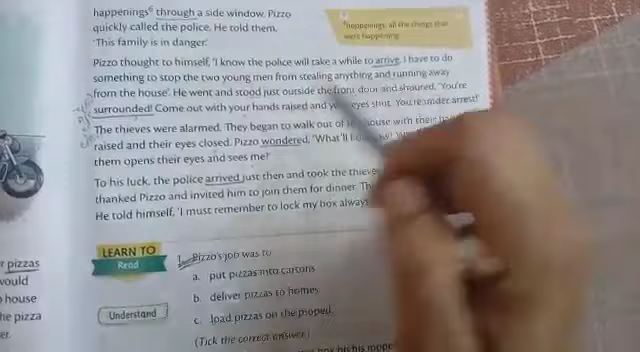 happenings⁶ through a side window. Pizzo
quickly called the police. He told them,
'This family is in danger.'
⁶happenings: all the things that
were happening
Pizzo thought to himself, 'I know the police will take a while to arrive. I have to do
something to stop the two young men from stealing anything and running away
from the house'. He went and stood just outside the front door and shouted, 'You're
surrounded! Come out with your hands raised and your eyes shut. You're under arrest!'
The thieves were alarmed. They began to walk out of house with their
raised and their eyes closed. Pizzo wondered, 'What'll I
them opens their eyes and sees me?'
To his luck, the police arrived just then and took the
thanked Pizzo and invited him to join them for dinner.
He told himself, 'I must remember to lock my box always
LEARN TO
Read
1. Pizzo's job was to
a. put pizzas into cartons
Understand
b. deliver pizzas to homes
c. load pizzas on the moped.
(Tick the correct answer.)
r pizzas
would
house
he pizza
er.